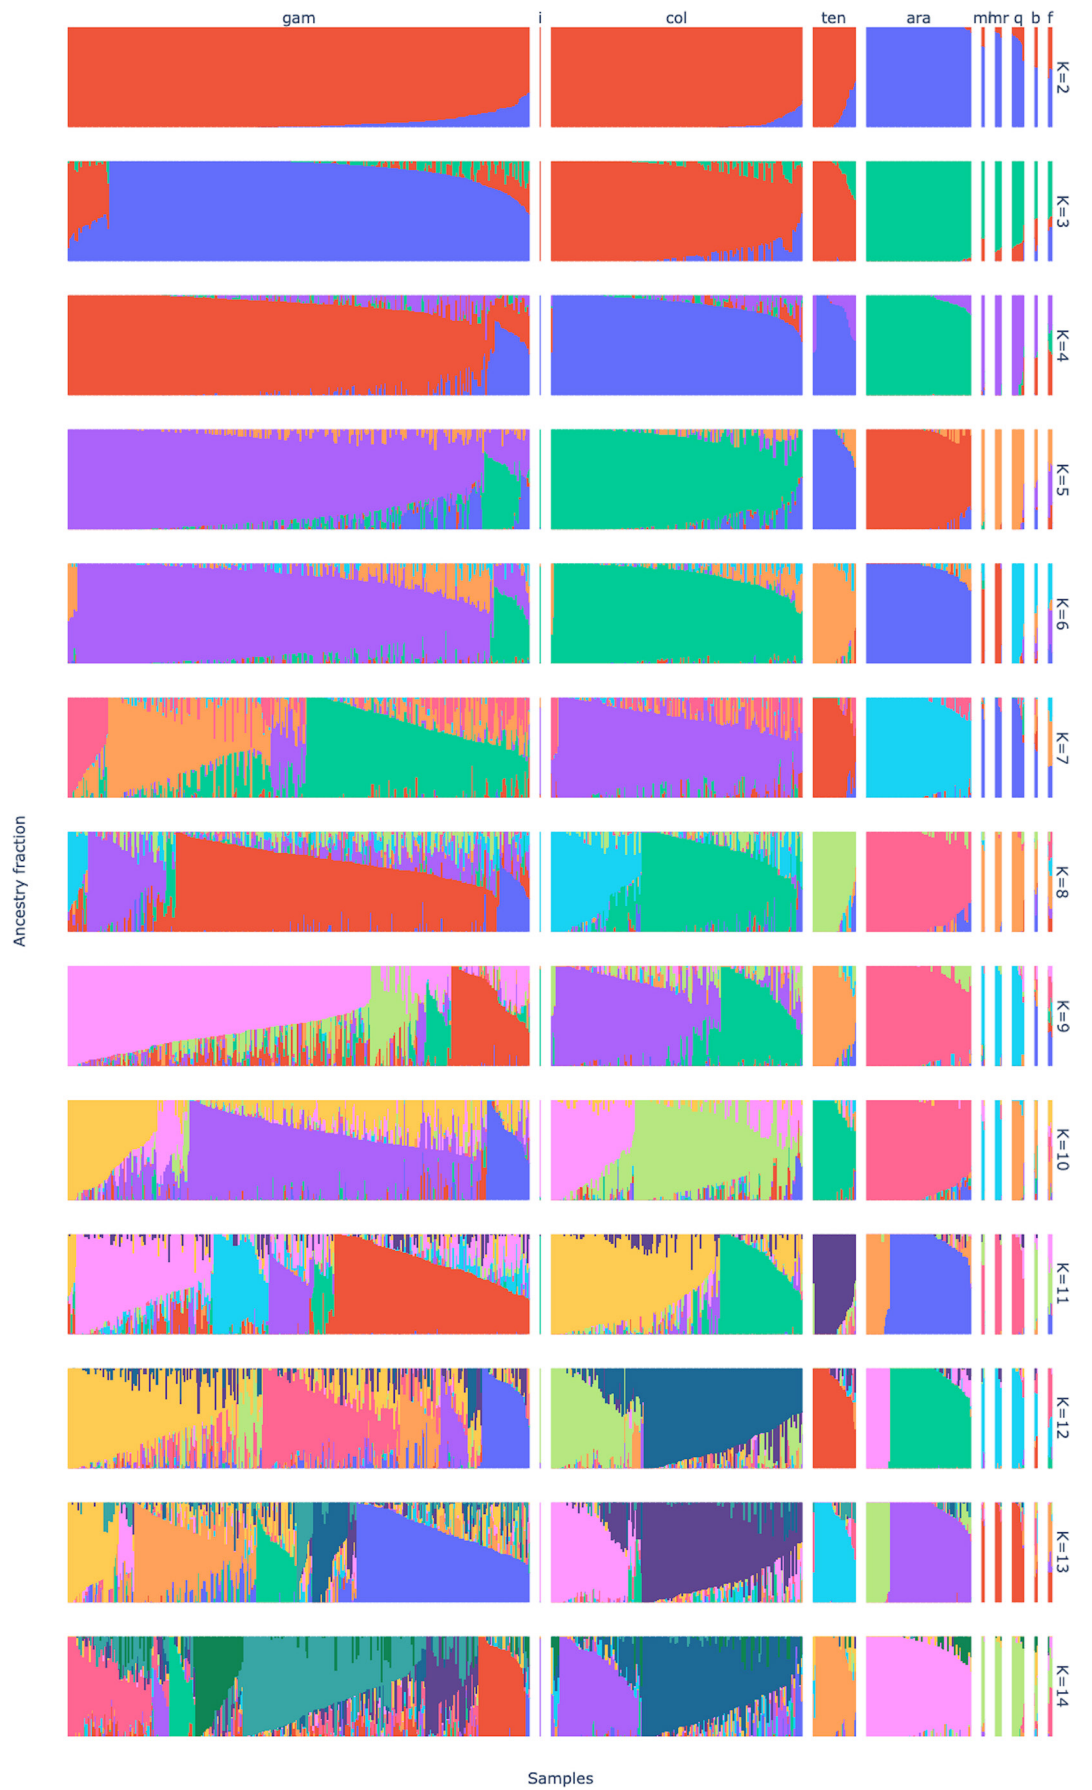 gam i col ten ara m mr q b f
K=2
K=3
K=4
K=5
K=6
K=7
K=8
K=9
K=10
K=11
K=12
K=13
K=14
Ancestry fraction
Samples